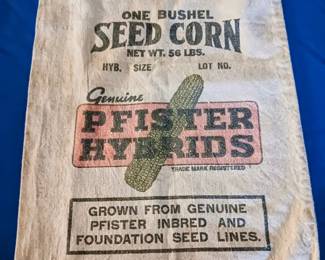 ONE BUSHEL
SEED CORN
NET WT. 56 LBS.
HYB. SIZE LOT NO.
Genuine
PFISTER
HYBRIDS
TRADE MARK REGISTERED
GROWN FROM GENUINE
PFISTER INBRED AND
FOUNDATION SEED LINES.